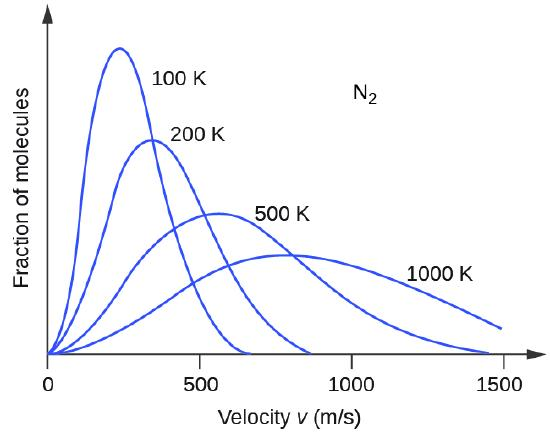 100 K
N₂
200 K
500 K
1000 K
Fraction of molecules
0
500
1000
1500
Velocity v (m/s)